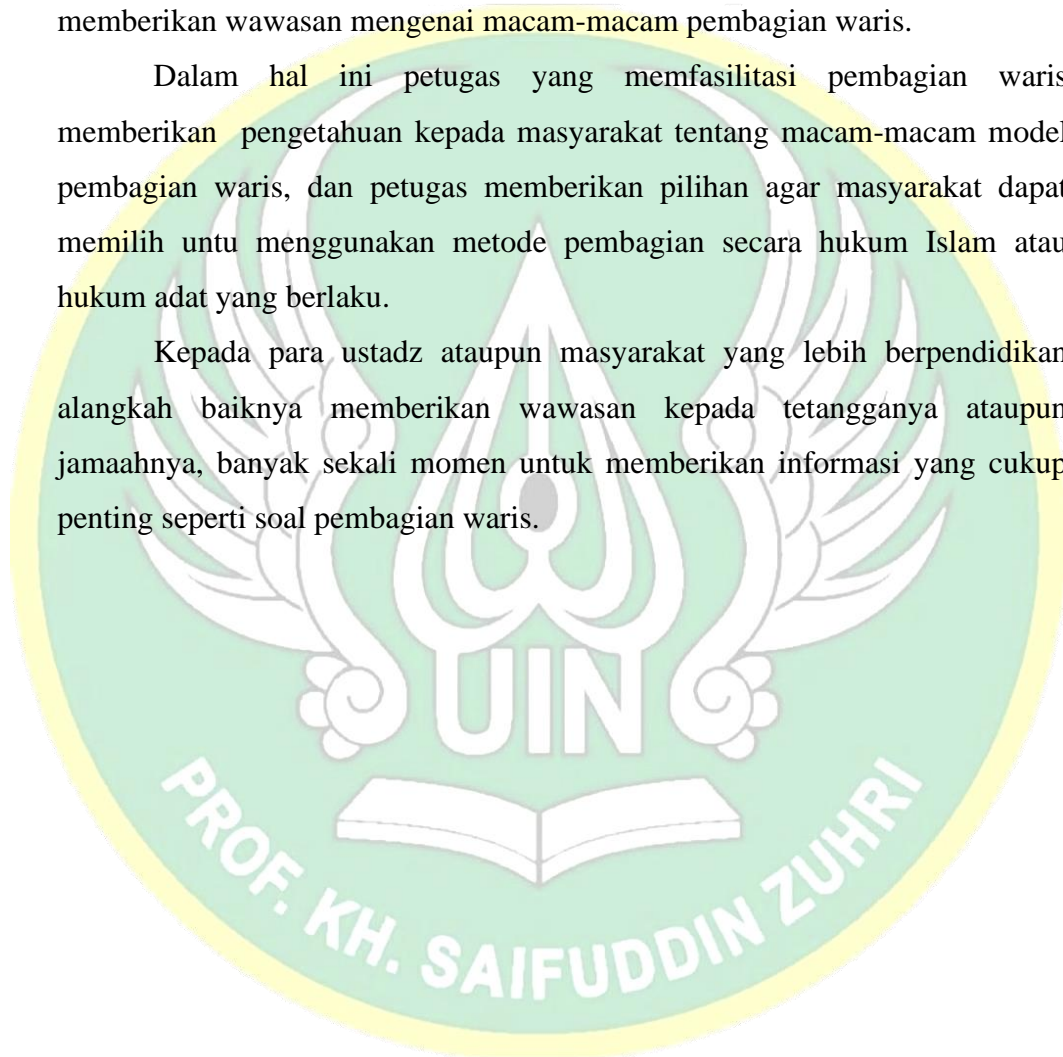 memberikan wawasan mengenai macam-macam pembagian waris.
Dalam hal ini petugas yang memfasilitasi pembagian waris
memberikan pengetahuan kepada masyarakat tentang macam-macam model
pembagian waris, dan petugas memberikan pilihan agar masyarakat dapat
memilih untu menggunakan metode pembagian secara hukum Islam atau
hukum adat yang berlaku.
Kepada para ustadz ataupun masyarakat yang lebih berpendidikan
alangkah baiknya memberikan wawasan kepada tetangganya ataupun
jamaahnya, banyak sekali momen untuk memberikan informasi yang cukup
penting seperti soal pembagian waris.
UIN
PROF. KH. SAIFUDDIN ZUHRI